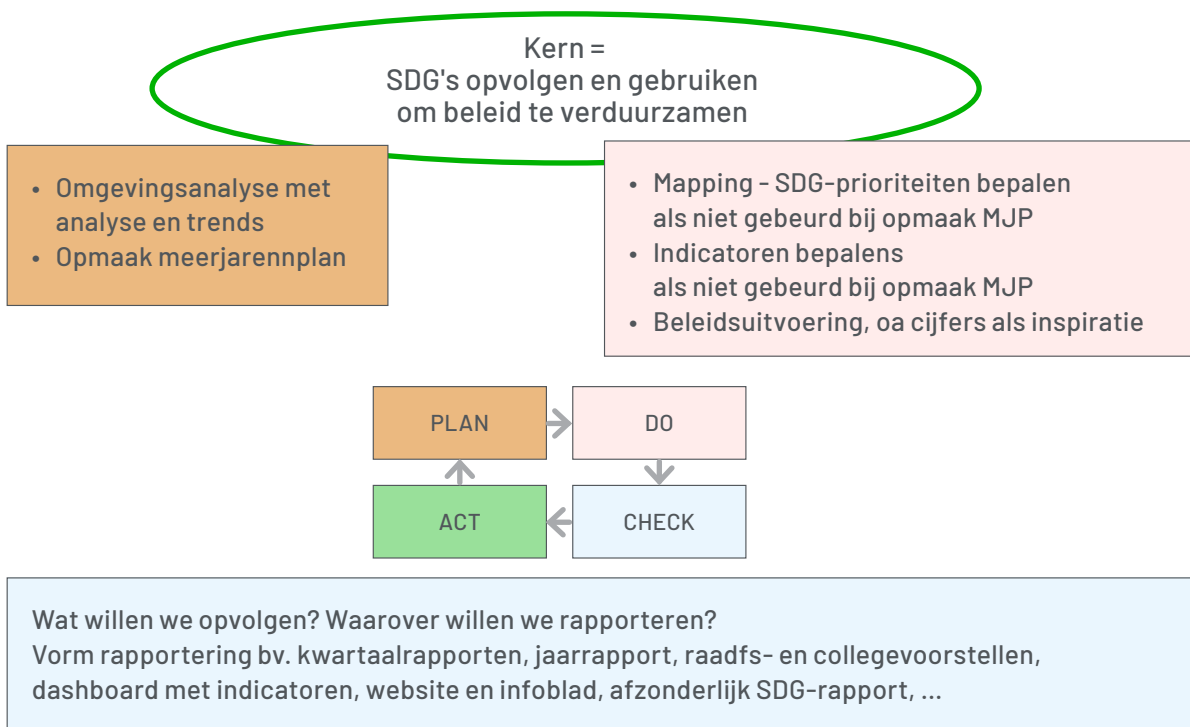 Kern =
SDG's opvolgen en gebruiken
om beleid te verduurzamen
• Omgevingsanalyse met
analyse en trends
• Opmaak meerjarennplan
• Mapping - SDG-prioriteiten bepalen
als niet gebeurd bij opmaak MJP
• Indicatoren bepalens
als niet gebeurd bij opmaak MJP
• Beleidsuitvoering, oa cijfers als inspiratie
PLAN
DO
ACT
CHECK
Wat willen we opvolgen? Waarover willen we rapporteren?
Vorm rapportering bv. kwartaalrapporten, jaarrapport, raadfs- en collegevoorstellen,
dashboard met indicatoren, website en infoblad, afzonderlijk SDG-rapport, ...